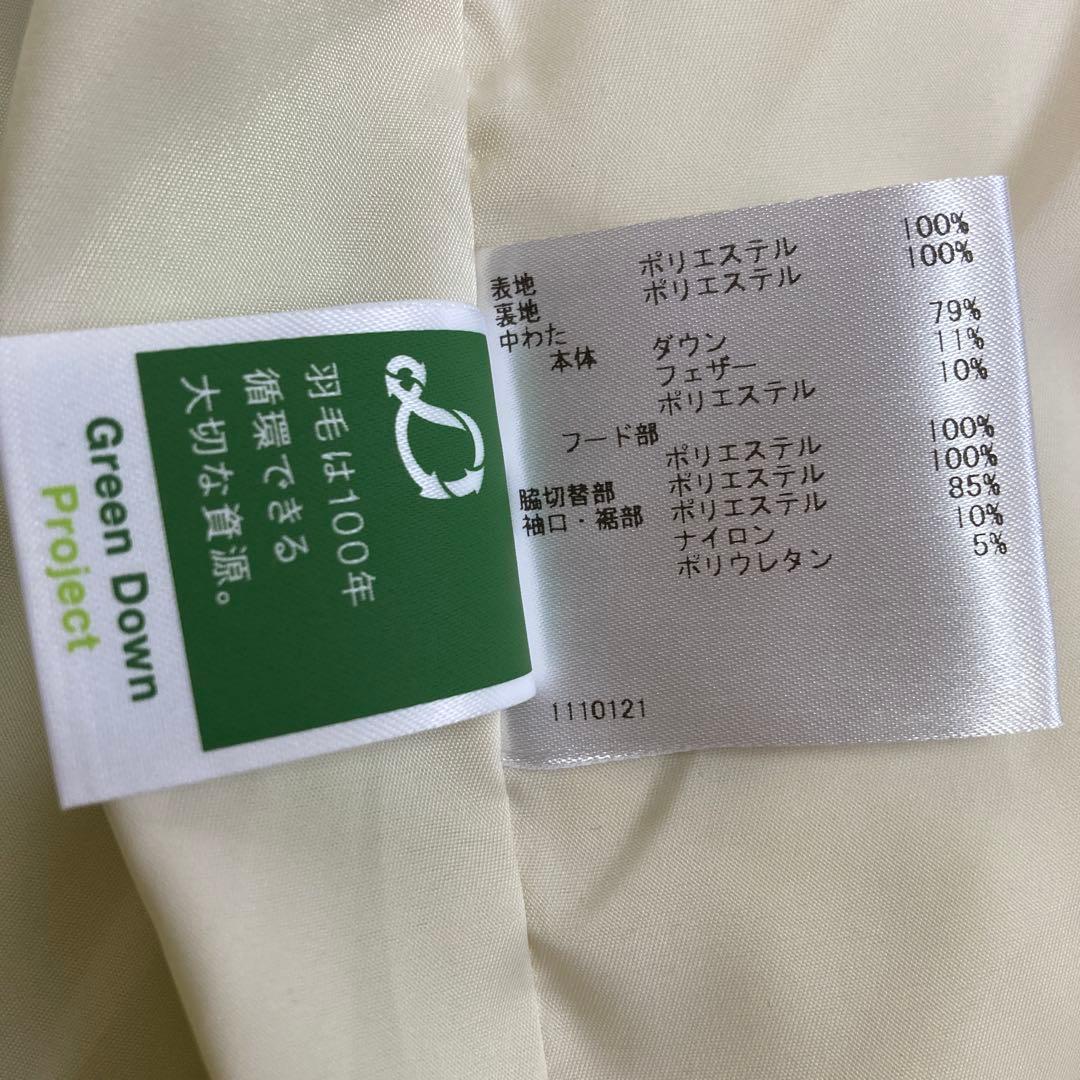 羽毛は100年
循環できる
大切な資源。
Green Down
Project
表地 ポリエステル 100%
裏地 ポリエステル 100%
中わた
本体 ダウン 79%
フェザー 11%
ポリエステル 10%
フード部
ポリエステル 100%
脇切替部 ポリエステル 100%
袖口・裾部 ポリエステル 85%
ナイロン 10%
ポリウレタン 5%
1110121